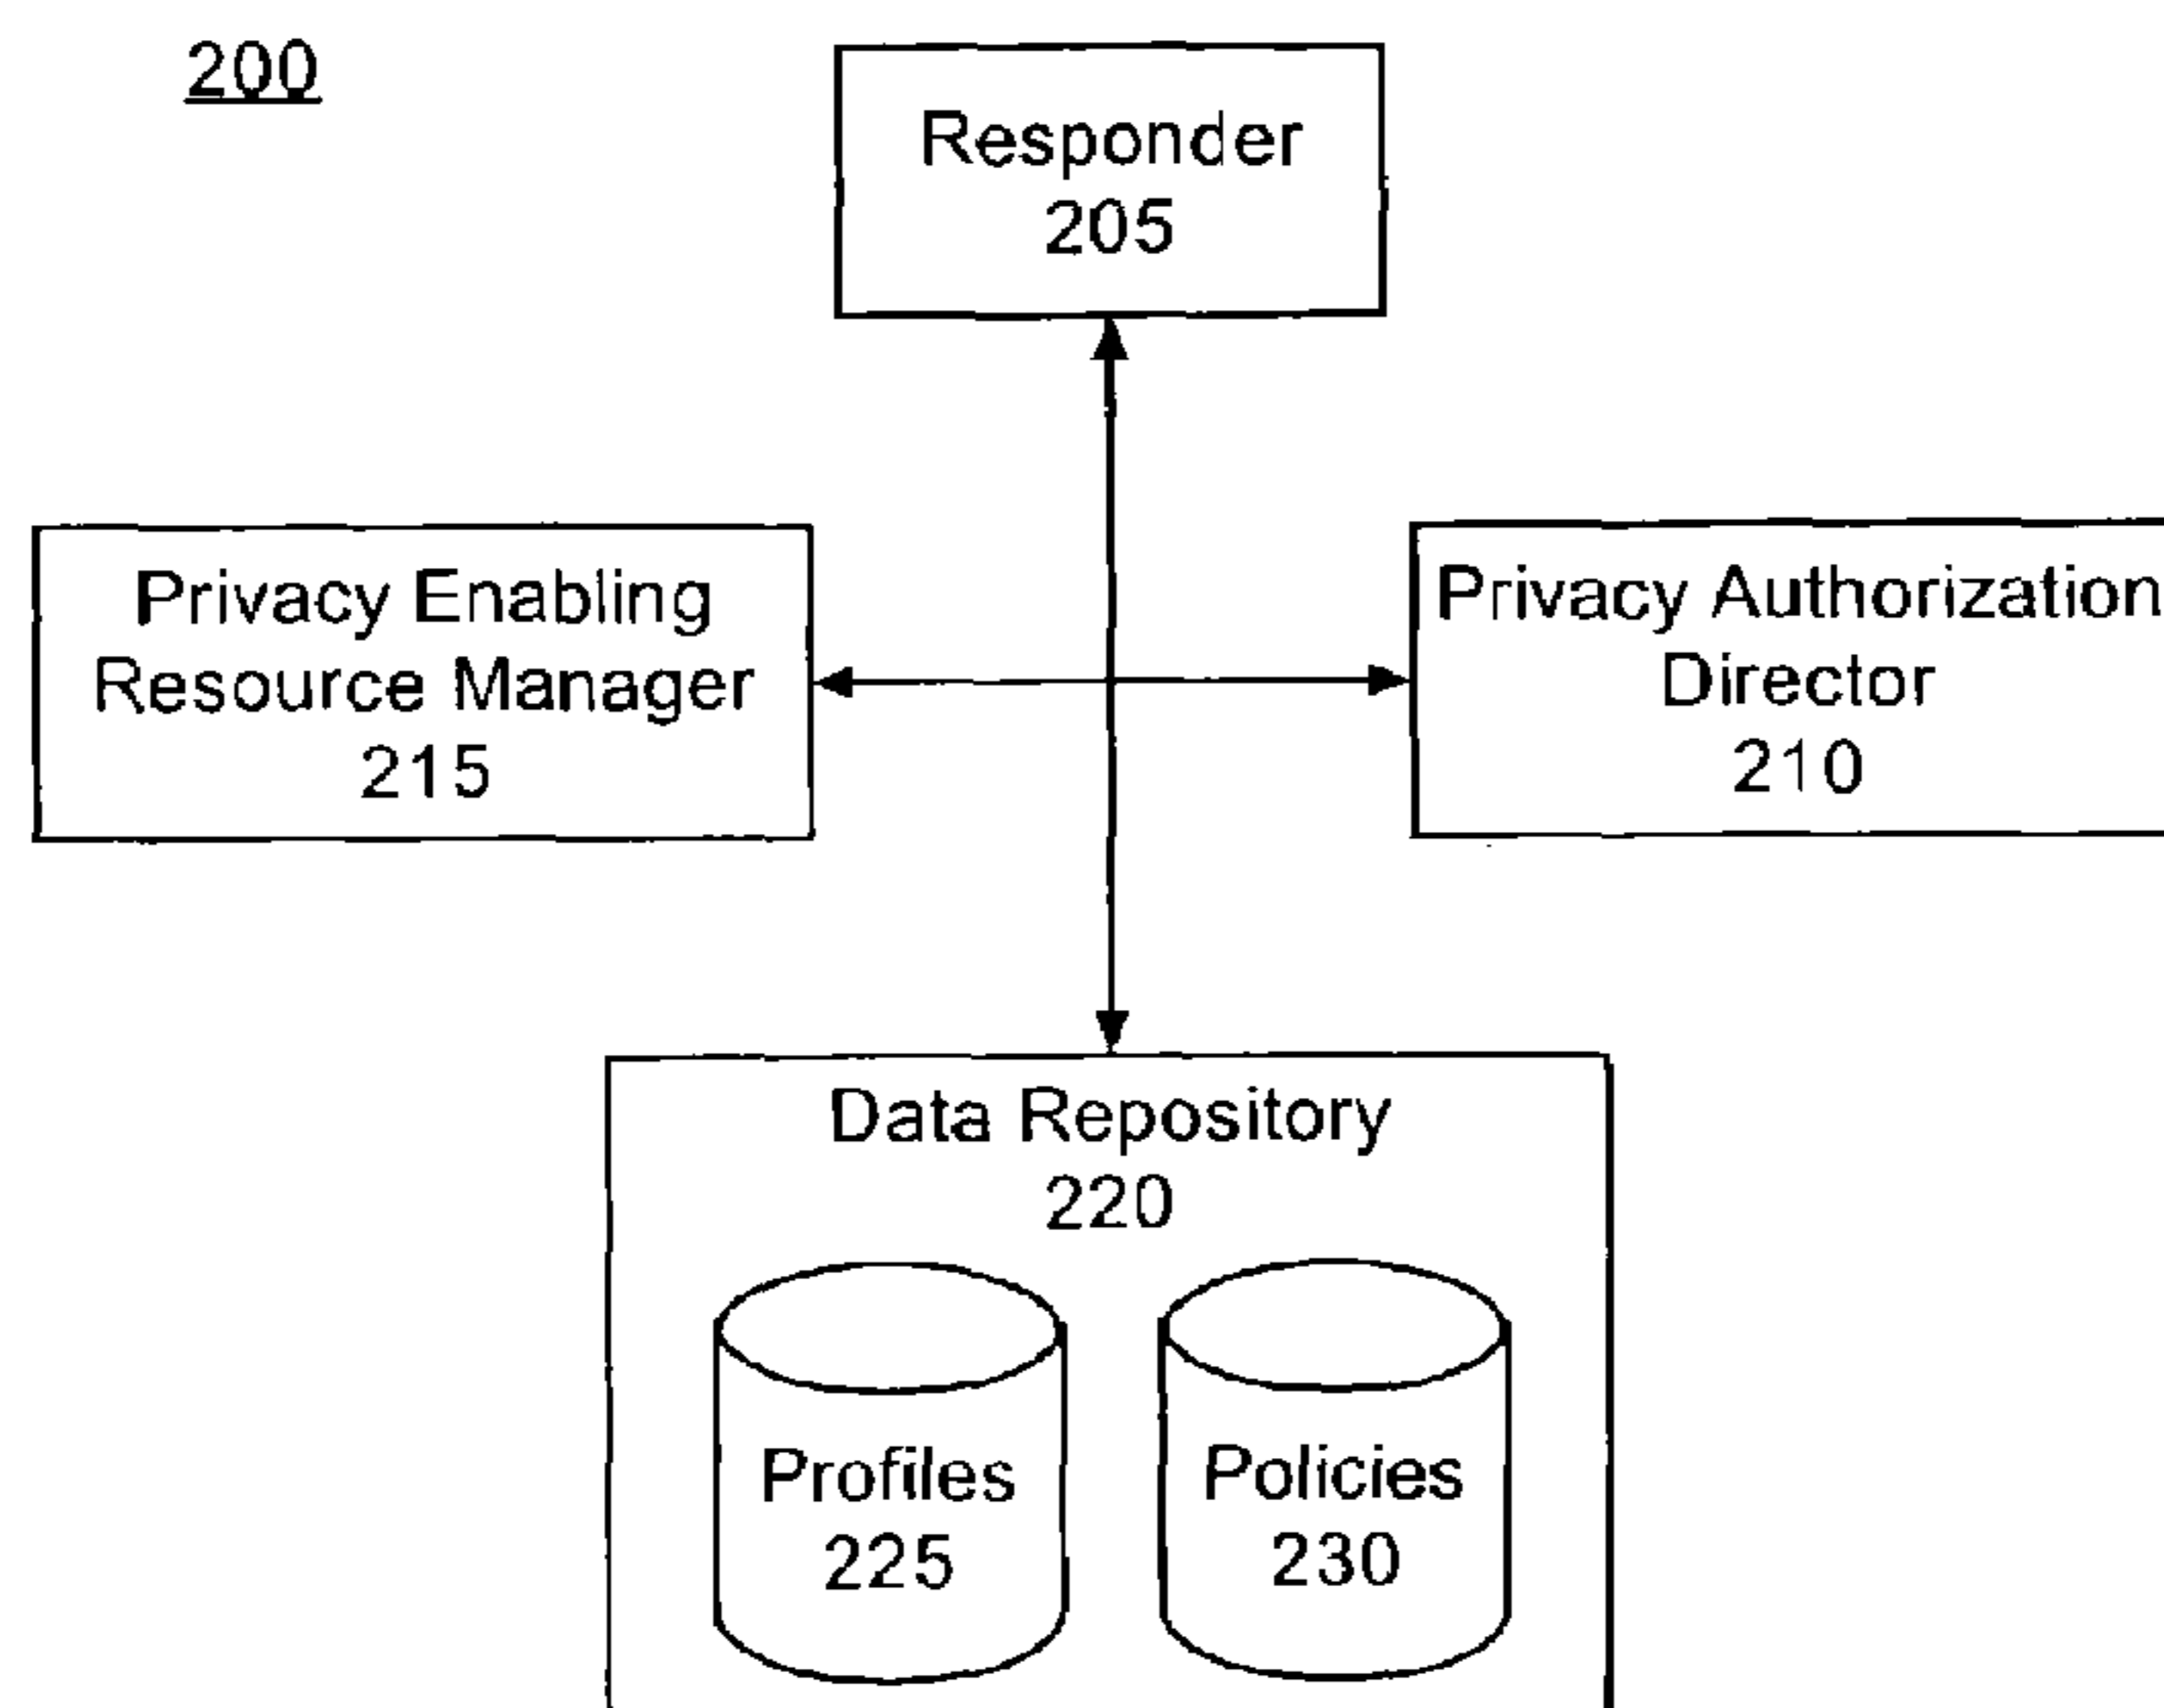 200
Responder
205
Privacy Enabling
Resource Manager
215
Privacy Authorization
Director
210
Data Repository
220
Profiles
225
Policies
230